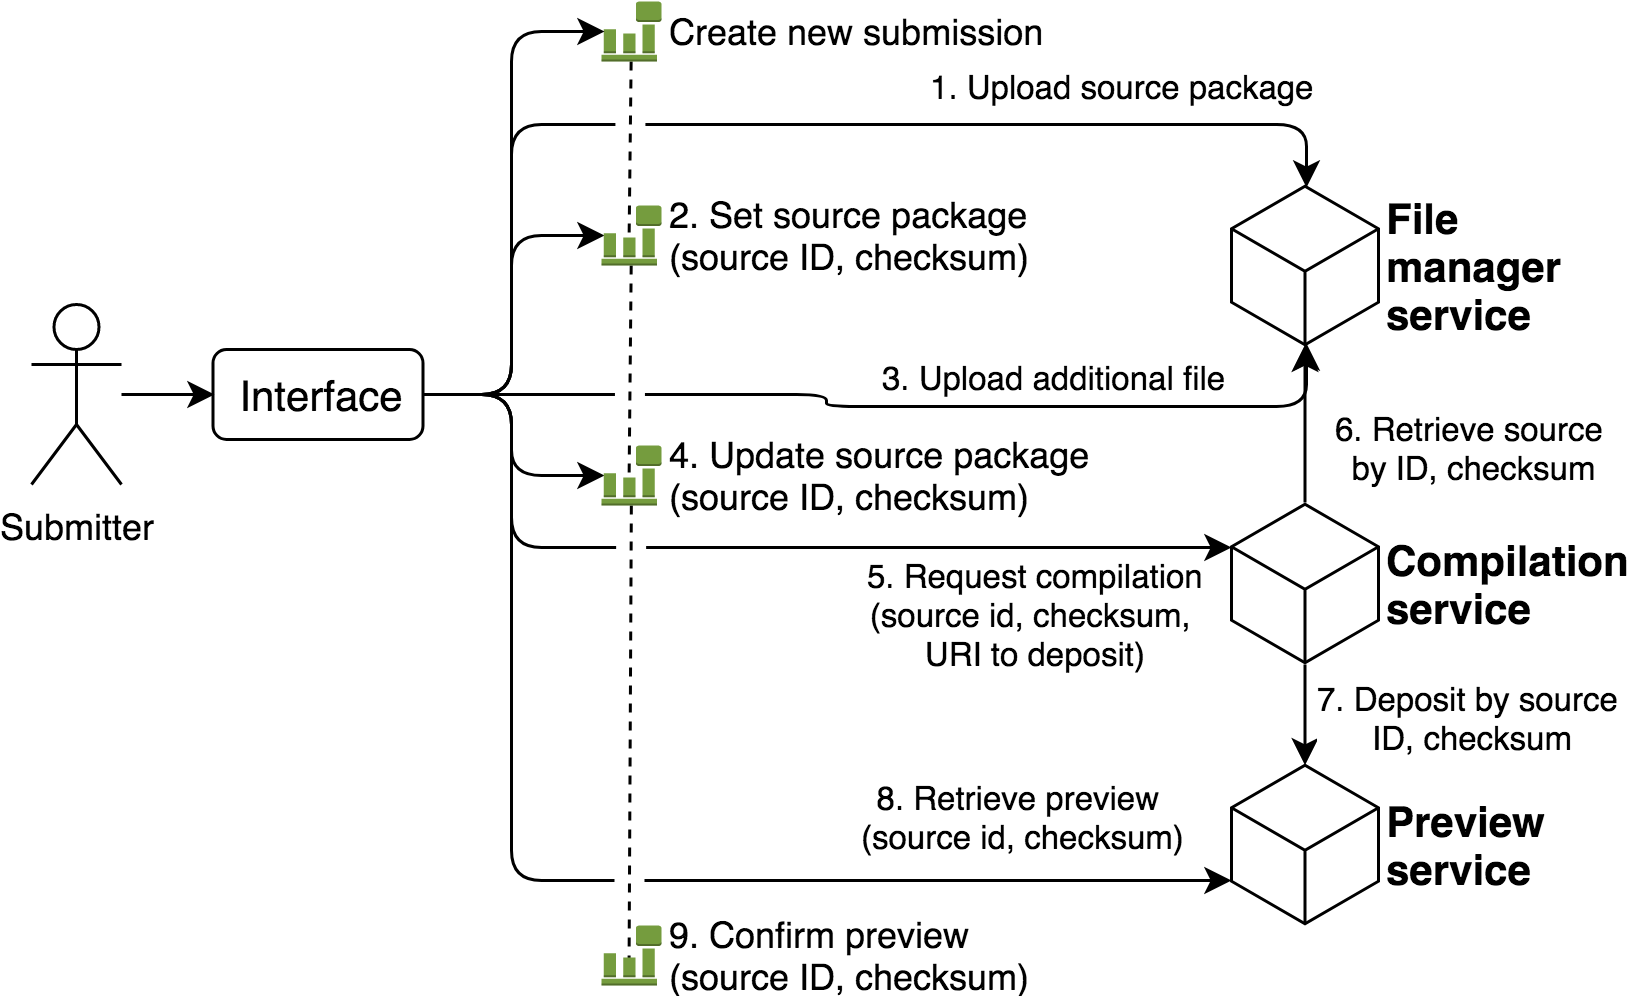 Create new submission
1. Upload source package
2. Set source package
(source ID, checksum)
File
manager
service
Interface
3. Upload additional file
6. Retrieve source
by ID, checksum
4. Update source package
(source ID, checksum)
Submitter
5. Request compilation
(source id, checksum,
URI to deposit)
Compilation
service
7. Deposit by source
ID, checksum
8. Retrieve preview
(source id, checksum)
Preview
service
9. Confirm preview
(source ID, checksum)